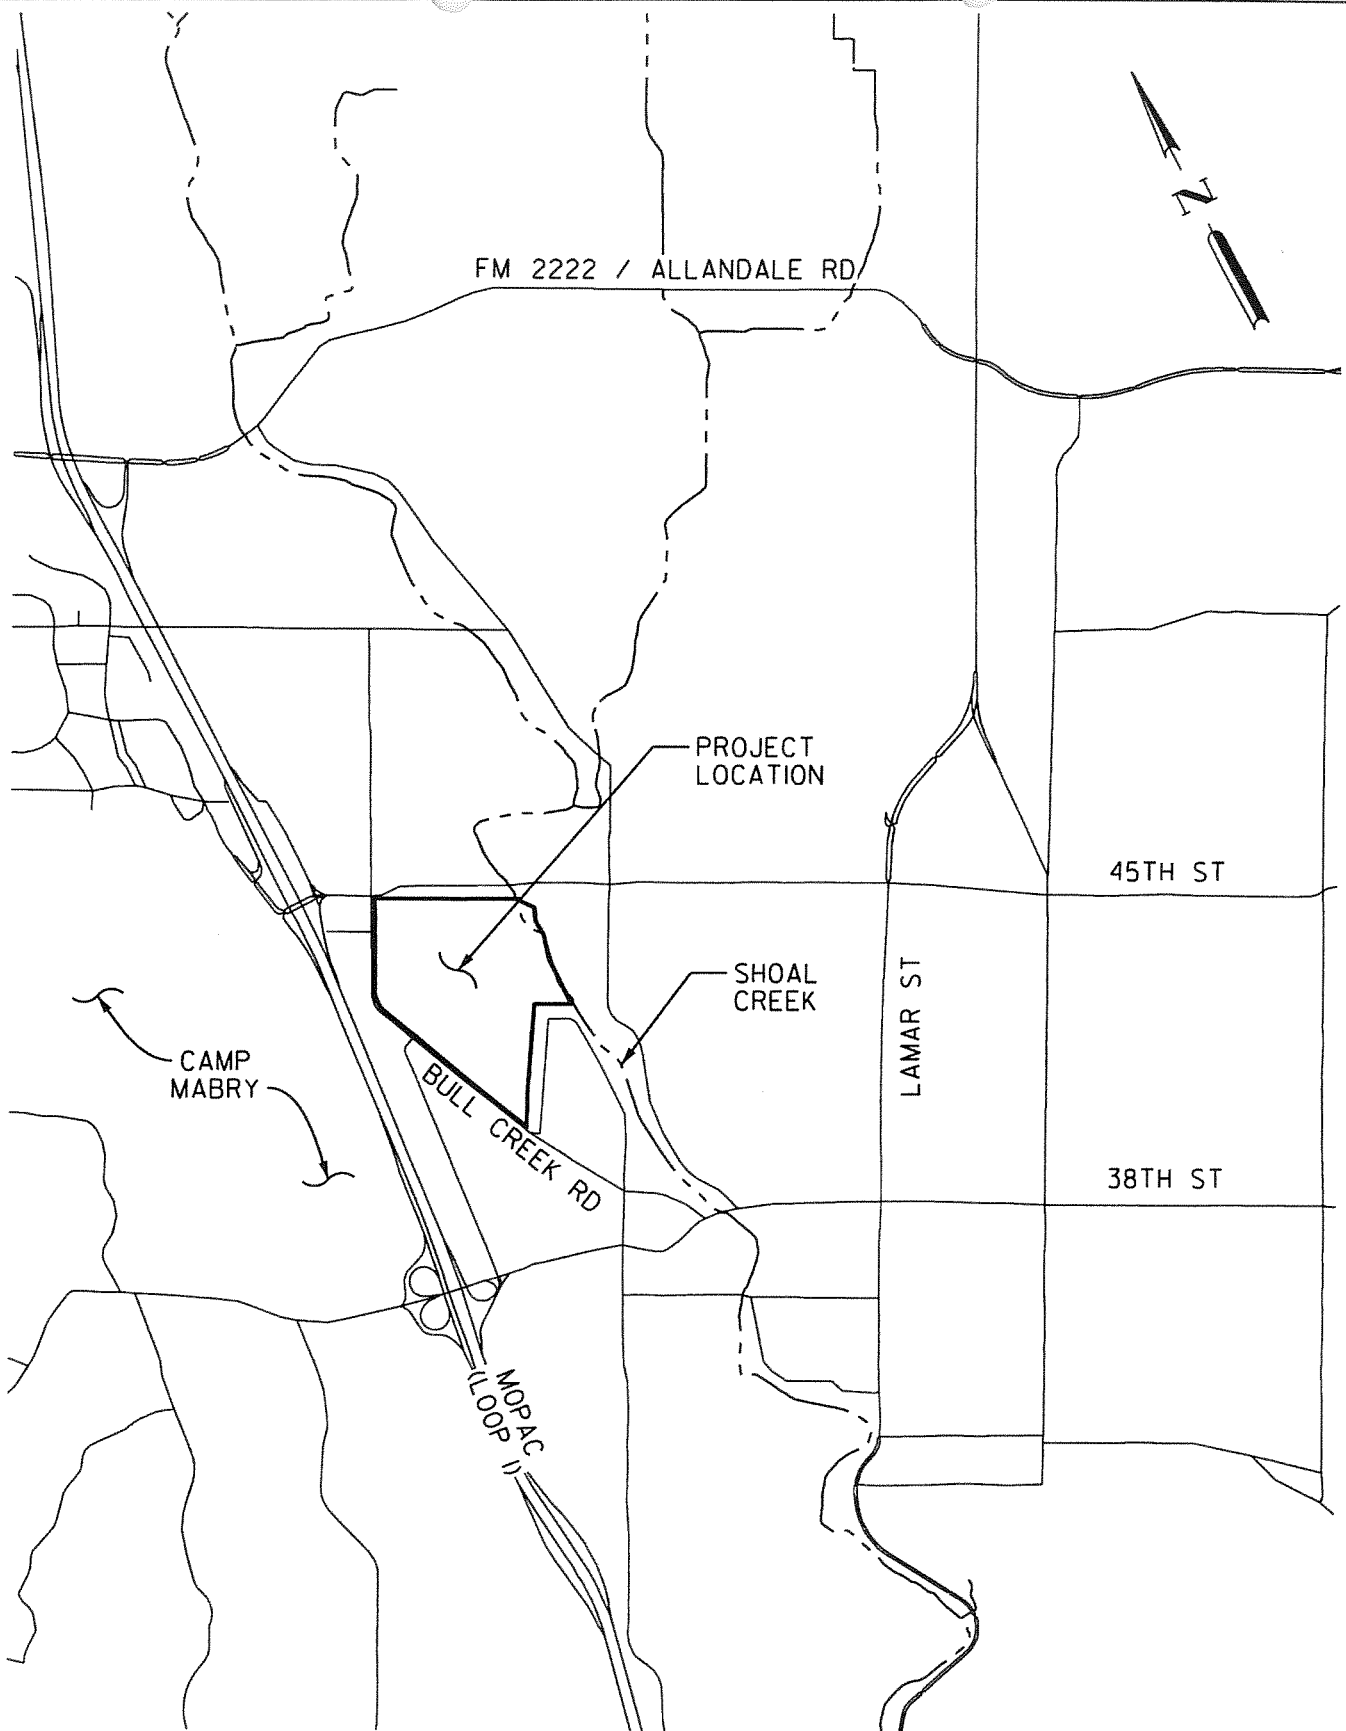 N
FM 2222 / ALLANDALE RD
PROJECT
LOCATION
45TH ST
SHOAL
CREEK
LAMAR ST
CAMP
MABRY
BULL CREEK RD
38TH ST
MOPAC
(LOOP 1)